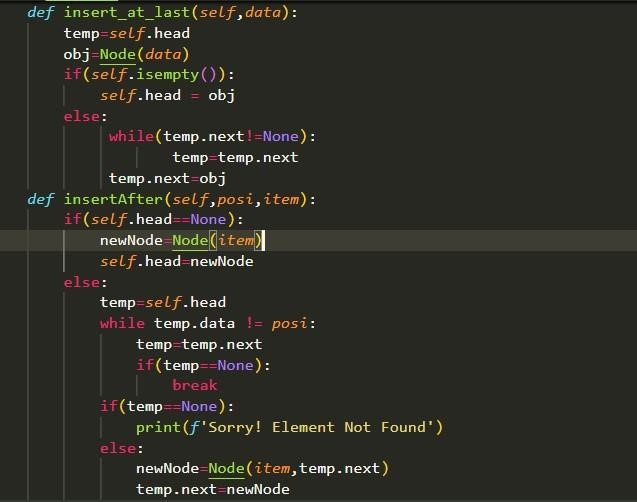 def insert_at_last(self,data):
    temp=self.head
    obj=Node(data)
    if(self.isempty()):
        self.head = obj
    else:
         while(temp.next!=None):
                temp=temp.next
         temp.next=obj
def insertAfter(self,posi,item):
    if(self.head==None):
        newNode=Node(item)
        self.head=newNode
    else:
        temp=self.head
        while temp.data != posi:
            temp=temp.next
            if(temp==None):
                break
        if(temp==None):
            print(f'Sorry! Element Not Found')
        else:
            newNode=Node(item,temp.next)
            temp.next=newNode